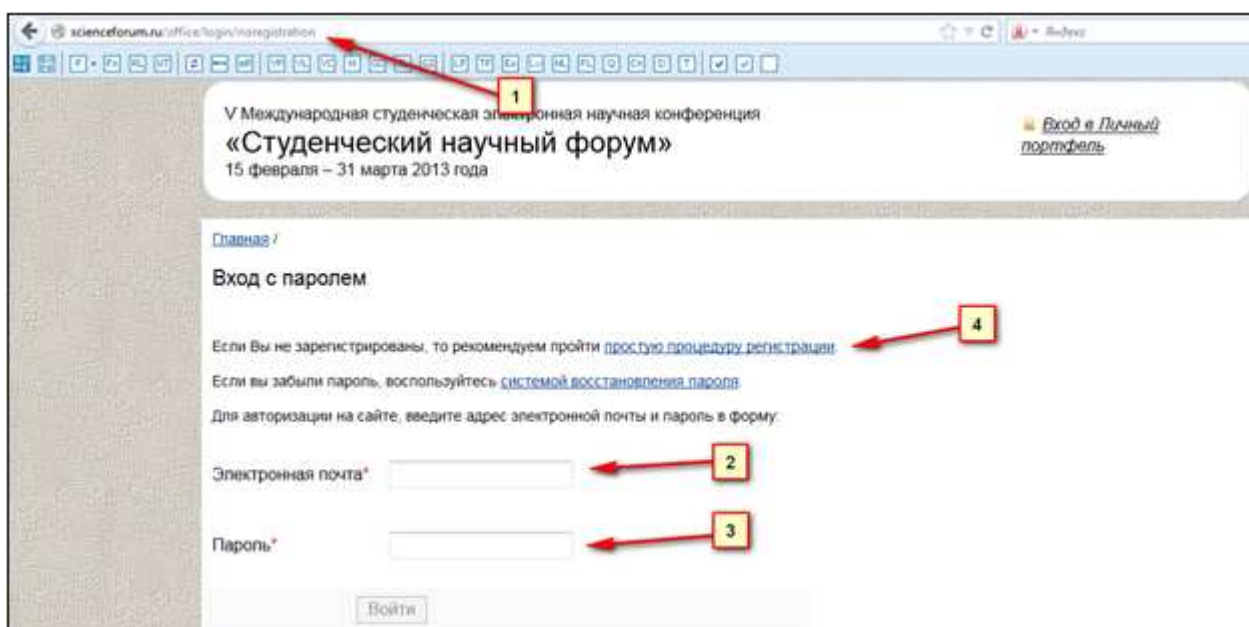 scienceforum.ru/office/login/noregistration
Яндекс
1
V Международная студенческая электронная научная конференция
«Студенческий научный форум»
15 февраля – 31 марта 2013 года
Вход в Личный
портфель
Главная /
Вход с паролем
4
Если Вы не зарегистрированы, то рекомендуем пройти простую процедуру регистрации.
Если вы забыли пароль, воспользуйтесь системой восстановления пароля.
Для авторизации на сайте, введите адрес электронной почты и пароль в форму:
Электронная почта*
2
Пароль*
3
Войти